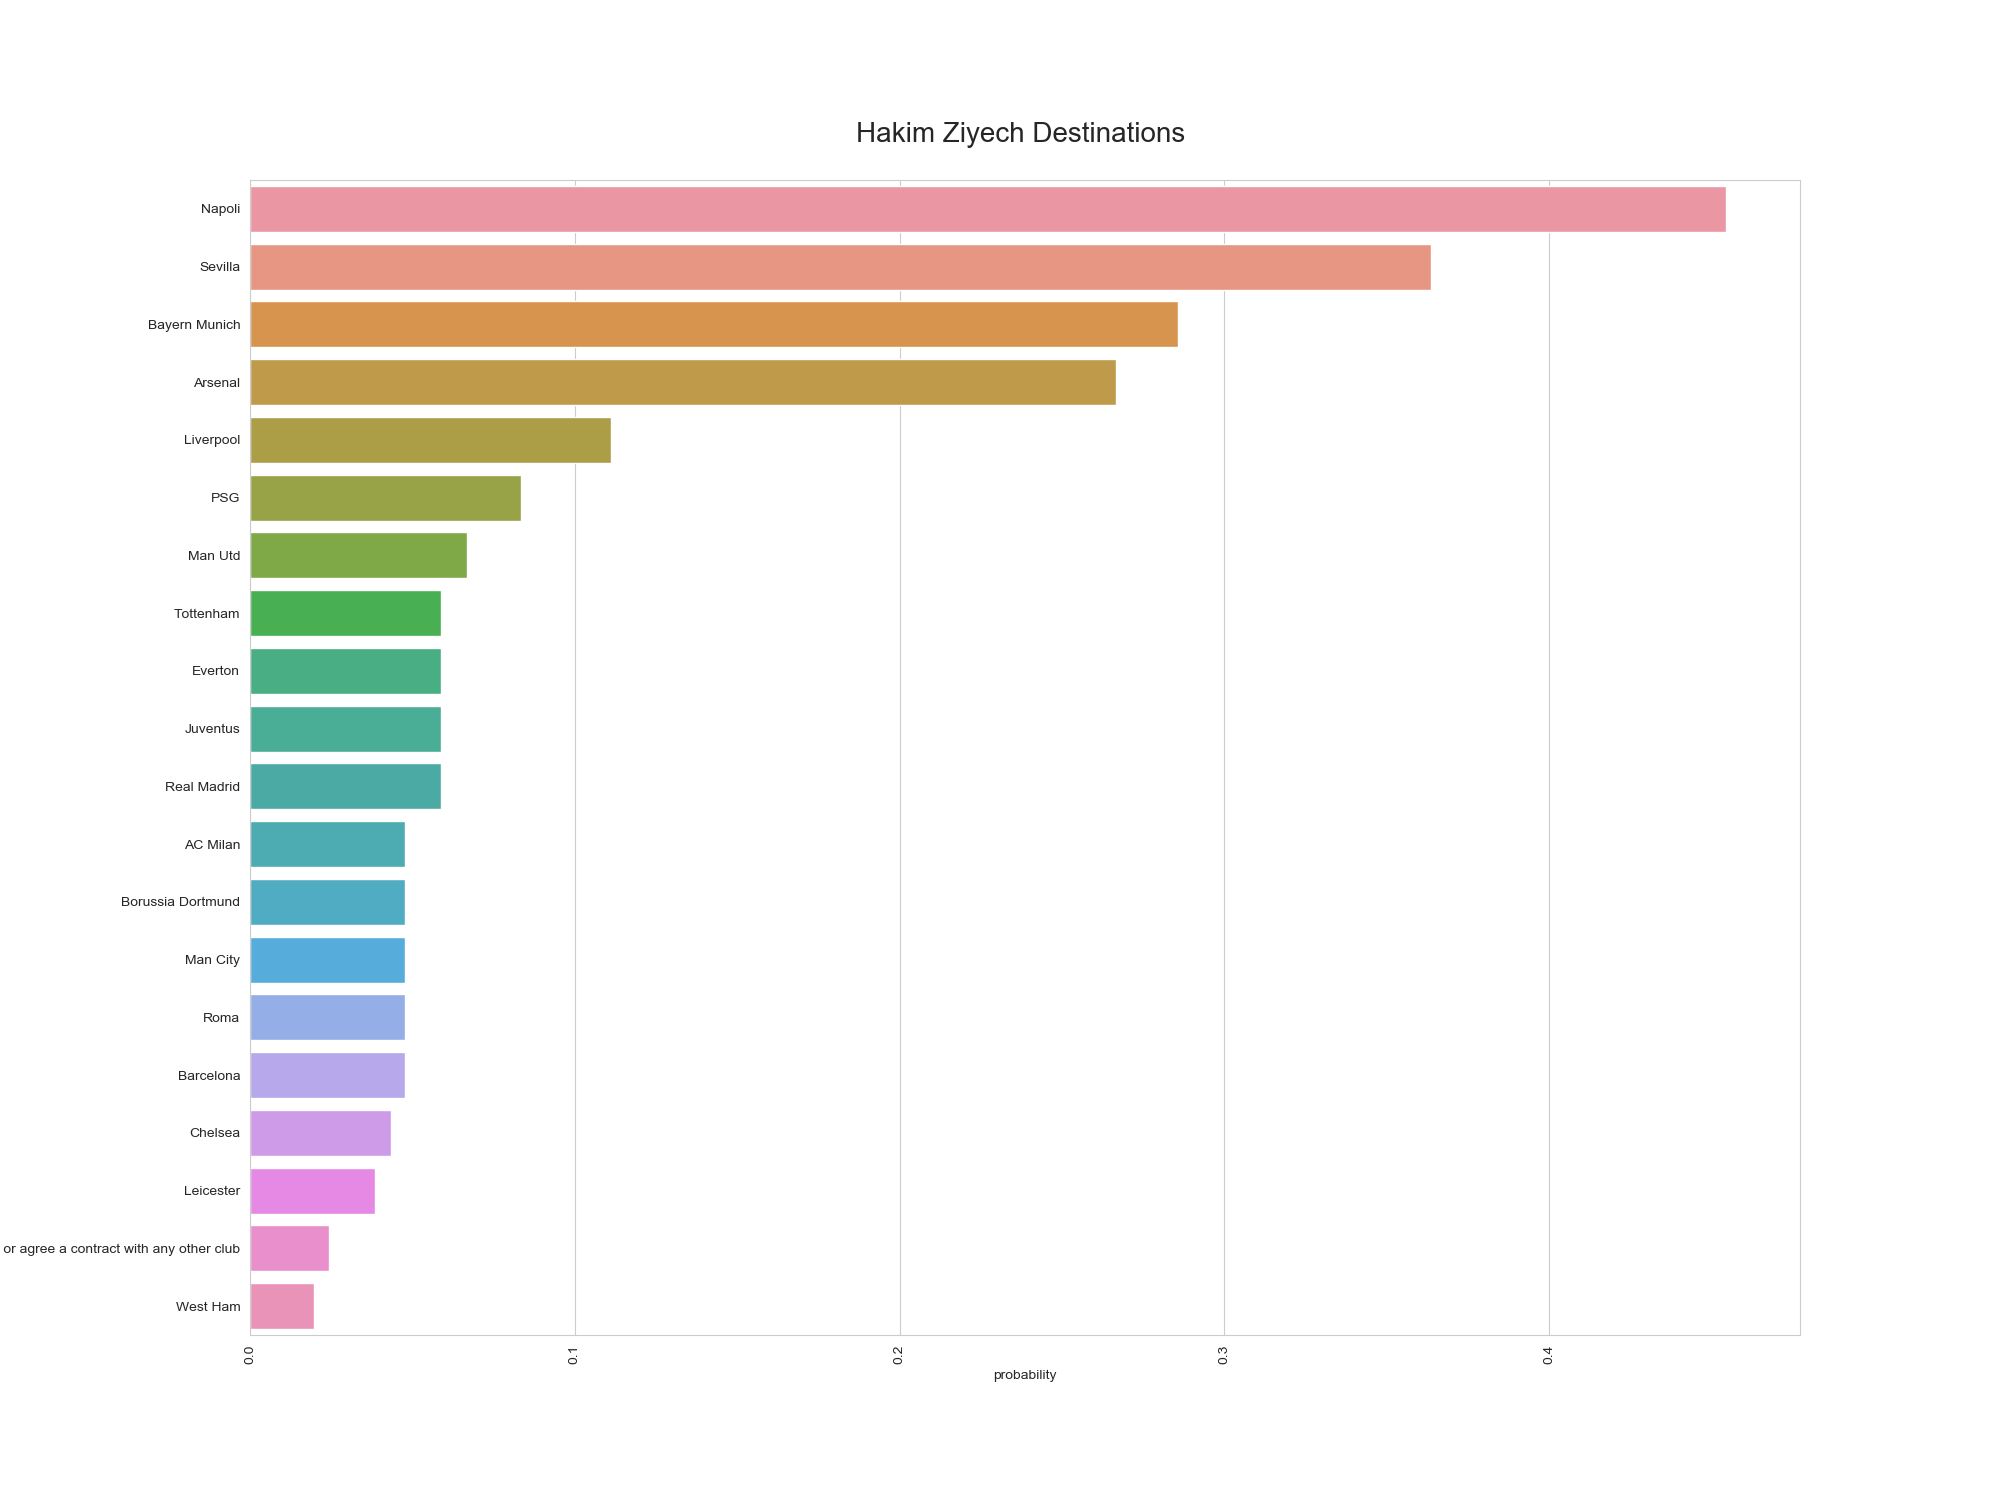 Hakim Ziyech Destinations
Napoli
Sevilla
Bayern Munich
Arsenal
Liverpool
PSG
Man Utd
Tottenham
Everton
Juventus
Real Madrid
AC Milan
Borussia Dortmund
Man City
Roma
Barcelona
Chelsea
Leicester
or agree a contract with any other club
West Ham
0.0 0.1 0.2 0.3 0.4
probability